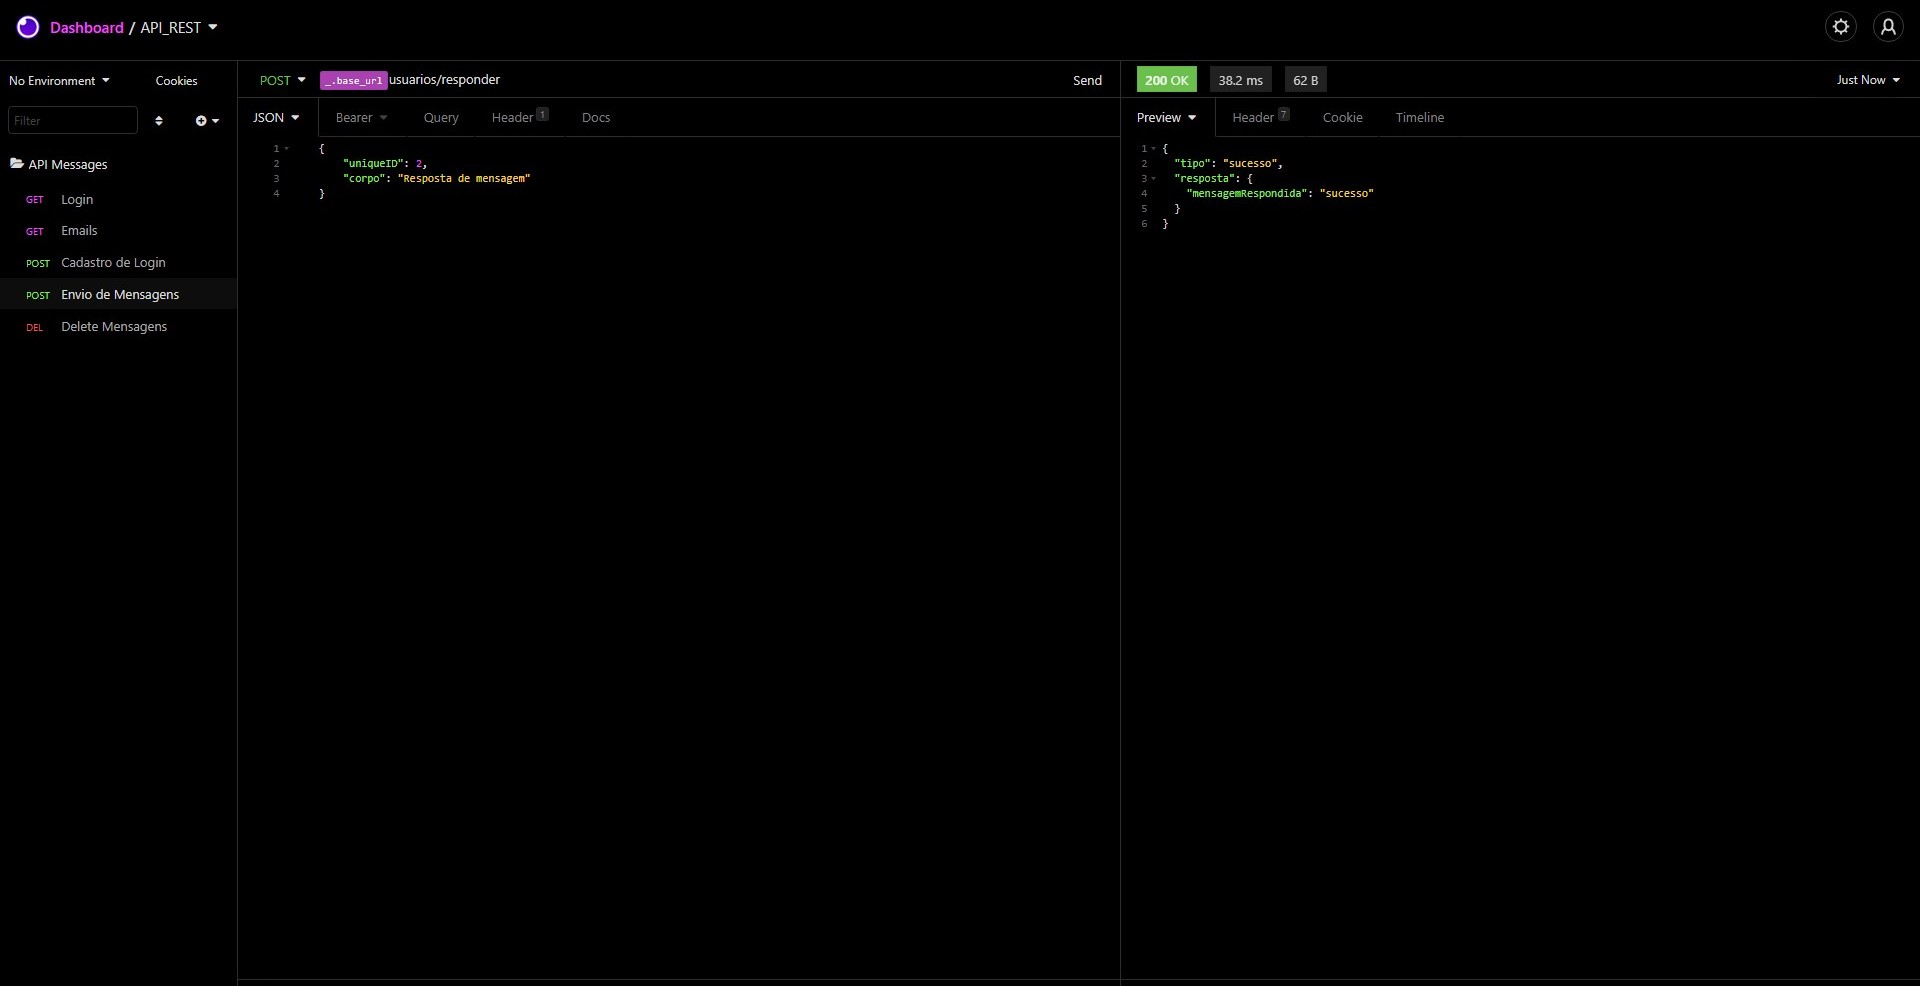 Dashboard / API_REST
No Environment
Cookies
POST
_.base_url usuarios/responder
Send
200 OK
38.2 ms
62 B
Just Now
Filter
JSON
Bearer
Query
Header 1
Docs
Preview
Header 7
Cookie
Timeline
API Messages
GET Login
GET Emails
POST Cadastro de Login
POST Envio de Mensagens
DEL Delete Mensagens
1 {
2 "uniqueID": 2,
3 "corpo": "Resposta de mensagem"
4 }
1 {
2 "tipo": "sucesso",
3 "resposta": {
4 "mensagemRespondida": "sucesso"
5 }
6 }